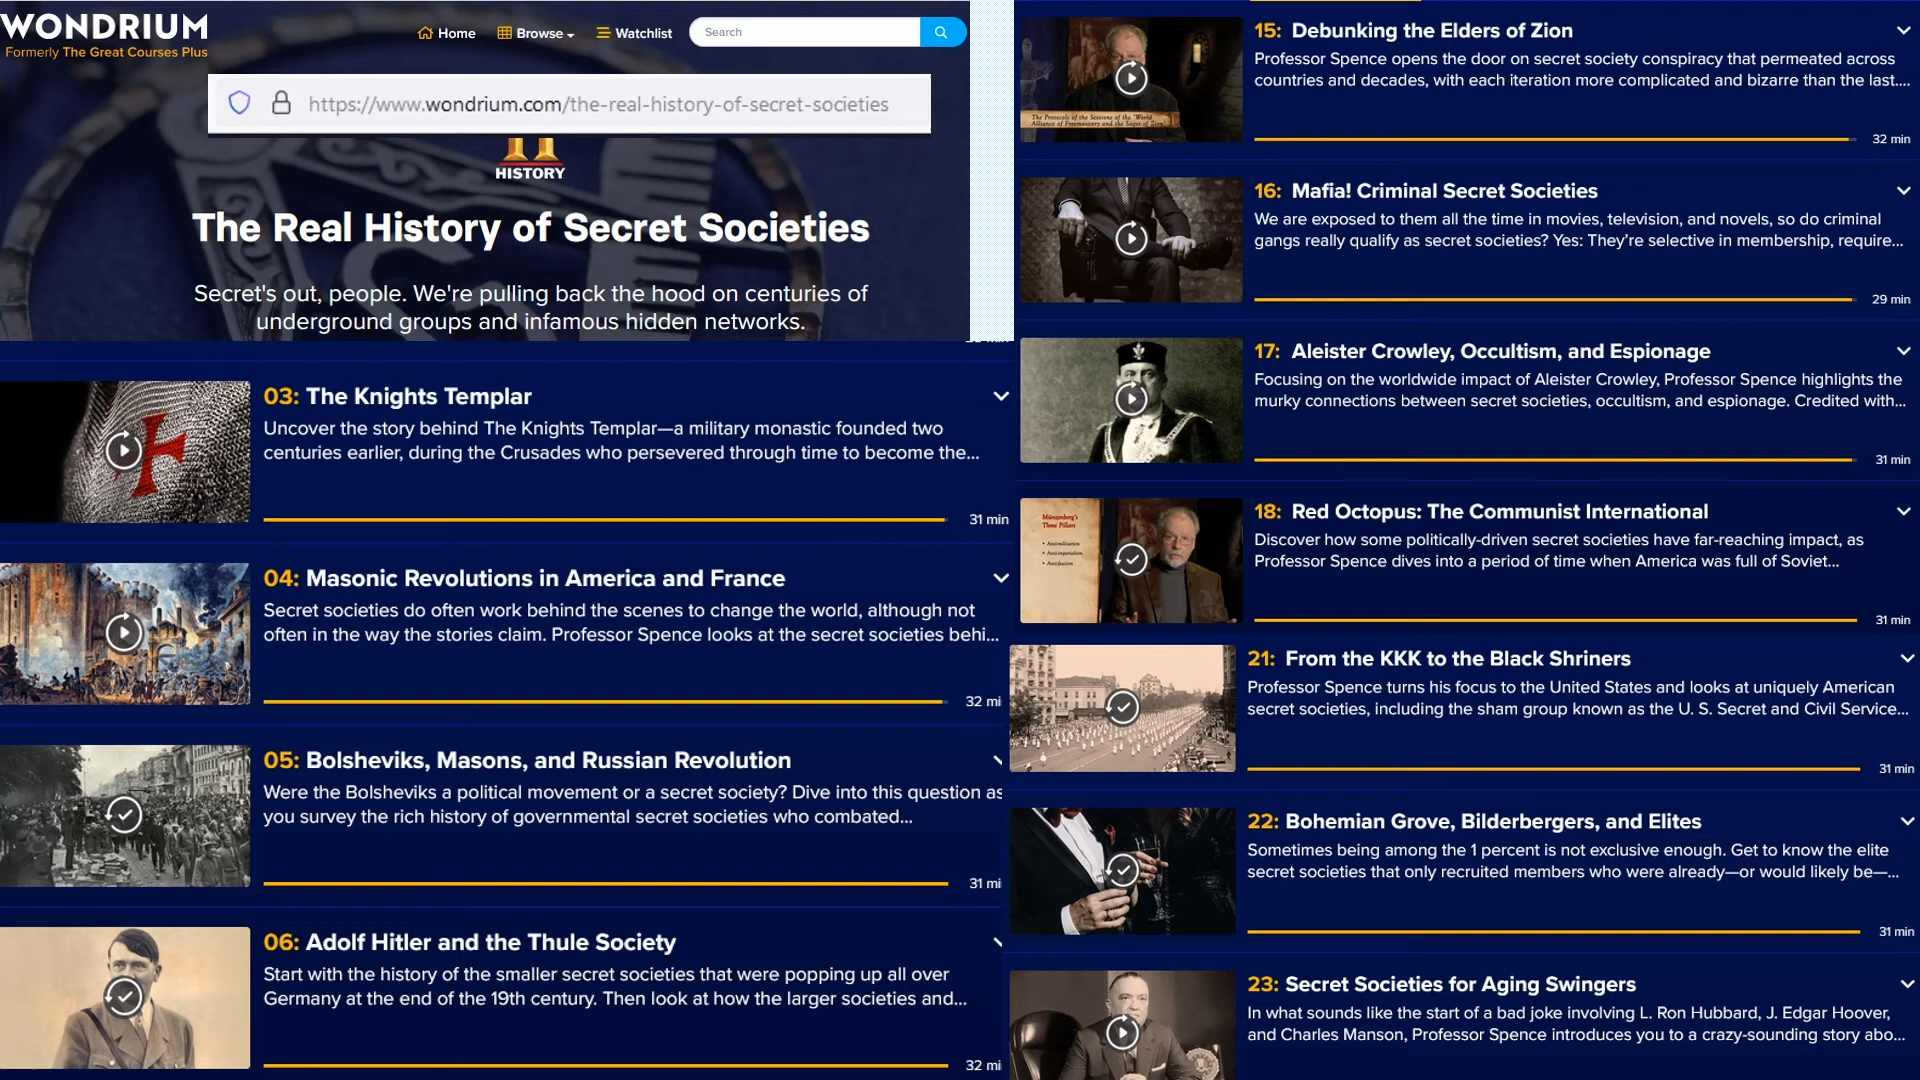 WONDRIUM
Formerly The Great Courses Plus
Home
Browse
Watchlist
Search
https://www.wondrium.com/the-real-history-of-secret-societies
HISTORY
The Real History of Secret Societies
Secret's out, people. We're pulling back the hood on centuries of
underground groups and infamous hidden networks.
03: The Knights Templar
Uncover the story behind The Knights Templar—a military monastic founded two
centuries earlier, during the Crusades who persevered through time to become the...
31 min
04: Masonic Revolutions in America and France
Secret societies do often work behind the scenes to change the world, although not
often in the way the stories claim. Professor Spence looks at the secret societies behi...
32 mi
05: Bolsheviks, Masons, and Russian Revolution
Were the Bolsheviks a political movement or a secret society? Dive into this question as
you survey the rich history of governmental secret societies who combated...
31 mi
06: Adolf Hitler and the Thule Society
Start with the history of the smaller secret societies that were popping up all over
Germany at the end of the 19th century. Then look at how the larger societies and...
32 mi
15: Debunking the Elders of Zion
Professor Spence opens the door on secret society conspiracy that permeated across
countries and decades, with each iteration more complicated and bizarre than the last....
The Protocols of the Sessions of the "World
Alliance of Freemasonry and the Sages of Zion"
32 min
16: Mafia! Criminal Secret Societies
We are exposed to them all the time in movies, television, and novels, so do criminal
gangs really qualify as secret societies? Yes: They're selective in membership, require...
29 min
17: Aleister Crowley, Occultism, and Espionage
Focusing on the worldwide impact of Aleister Crowley, Professor Spence highlights the
murky connections between secret societies, occultism, and espionage. Credited with...
31 min
18: Red Octopus: The Communist International
Discover how some politically-driven secret societies have far-reaching impact, as
Professor Spence dives into a period of time when America was full of Soviet...
Münzenberg's
Three Pillars
• Antimilitarism
• Antiimperialism
• Antifascism
31 min
21: From the KKK to the Black Shriners
Professor Spence turns his focus to the United States and looks at uniquely American
secret societies, including the sham group known as the U. S. Secret and Civil Service...
31 min
22: Bohemian Grove, Bilderbergers, and Elites
Sometimes being among the 1 percent is not exclusive enough. Get to know the elite
secret societies that only recruited members who were already—or would likely be—...
31 min
23: Secret Societies for Aging Swingers
In what sounds like the start of a bad joke involving L. Ron Hubbard, J. Edgar Hoover,
and Charles Manson, Professor Spence introduces you to a crazy-sounding story abo...